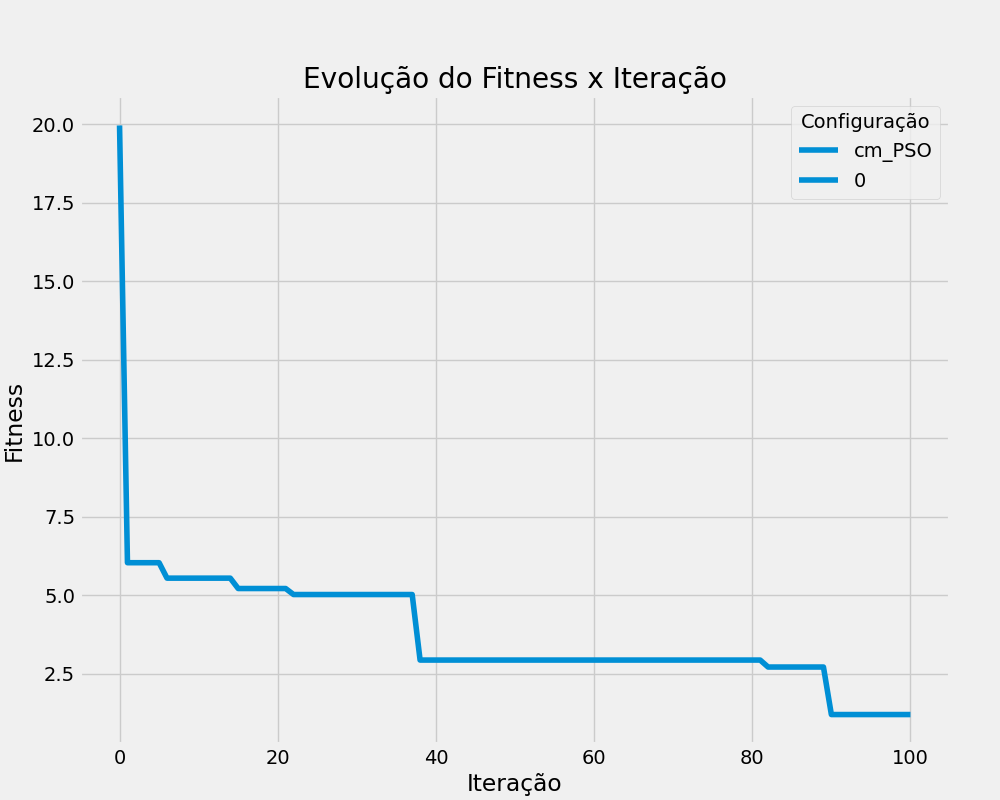 Evolução do Fitness x Iteração
Configuração
cm_PSO
0
Fitness
20.0
17.5
15.0
12.5
10.0
7.5
5.0
2.5
0 20 40 60 80 100
Iteração